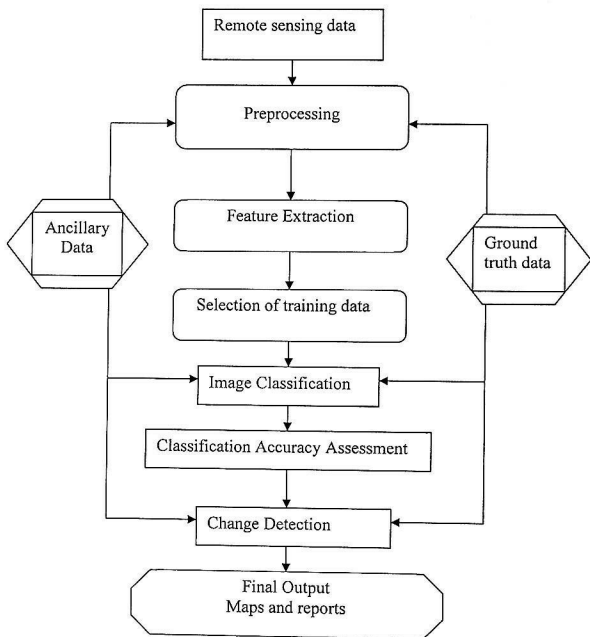 Remote sensing data
Preprocessing
Feature Extraction
Ancillary
Data
Ground
truth data
Selection of training data
Image Classification
Classification Accuracy Assessment
Change Detection
Final Output
Maps and reports